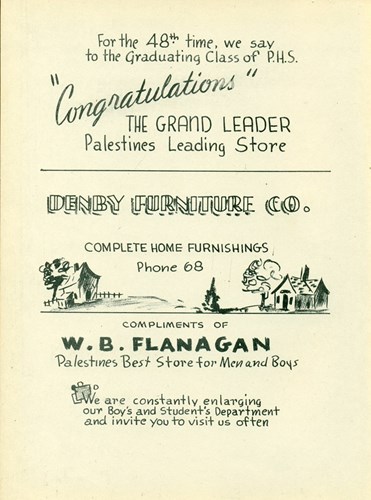 For the 48th time, we say
to the Graduating Class of P.H.S.
"Congratulations"
THE GRAND LEADER
Palestines Leading Store
DENBY FURNITURE CO.
COMPLETE HOME FURNISHINGS
Phone 68
COMPLIMENTS OF
W. B. FLANAGAN
Palestines Best Store for Men and Boys
We are constantly enlarging
our Boy's and Student's Department
and invite you to visit us often